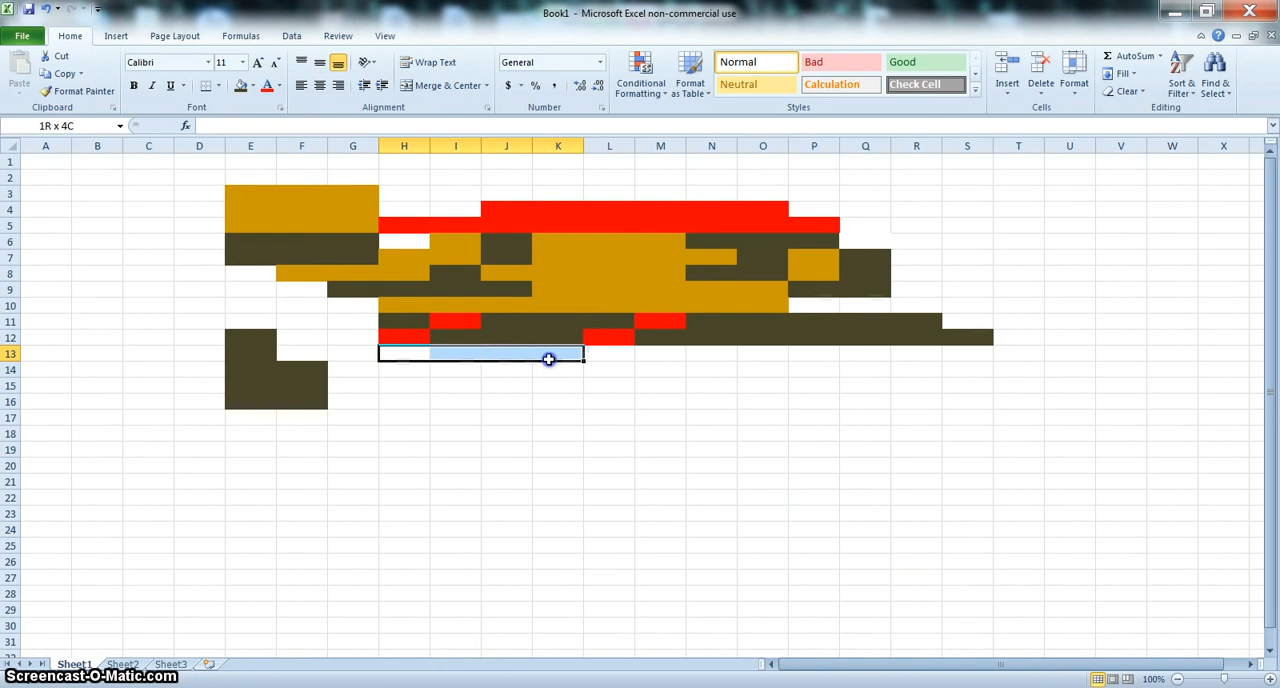 Book1 - Microsoft Excel non-commercial use
File Home Insert Page Layout Formulas Data Review View
Cut
Copy
Format Painter
Paste
Clipboard
Calibri 11
B I U
Font
Wrap Text
Merge & Center
Alignment
General
$ % ,
Number
Conditional Formatting
Format as Table
Normal Bad Good
Neutral Calculation Check Cell
Styles
Insert Delete Format
Cells
AutoSum
Fill
Clear
Sort & Filter
Find & Select
Editing
1R x 4C fx
A B C D E F G H I J K L M N O P Q R S T U V W X
1
2
3
4
5
6
7
8
9
10
11
12
13
14
15
16
17
18
19
20
21
22
23
24
25
26
27
28
29
30
31
Sheet1 Sheet2 Sheet3
100%
Screencast-O-Matic.com